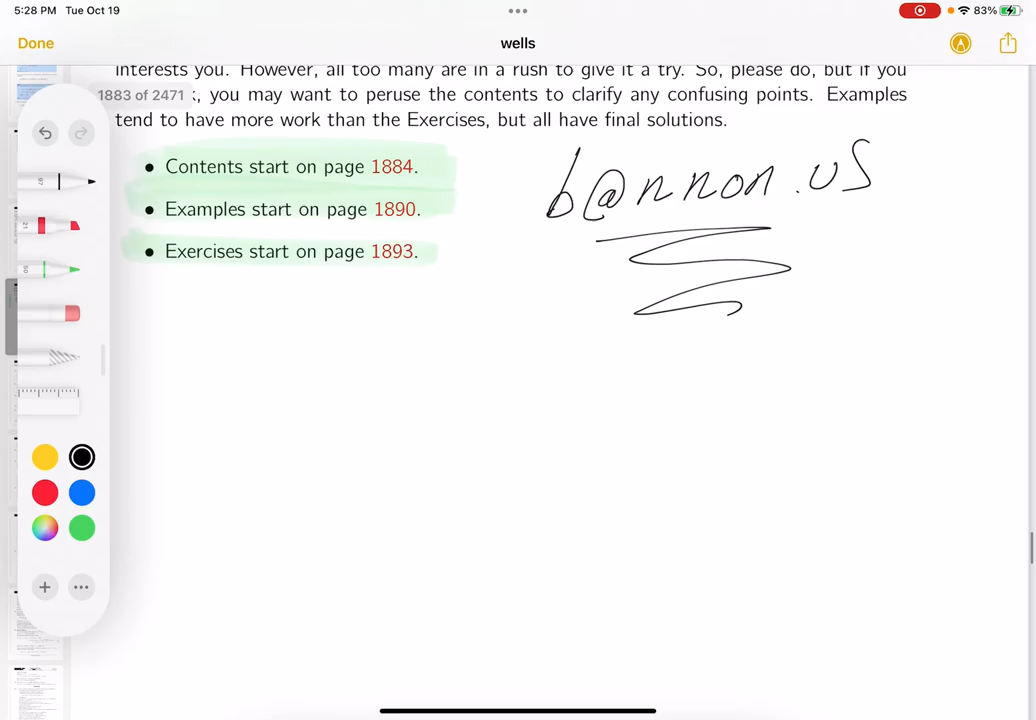 5:28 PM Tue Oct 19
83%
Done
wells
interests you. However, all too many are in a rush to give it a try. So, please do, but if you
1883 of 2471
, you may want to peruse the contents to clarify any confusing points. Examples
tend to have more work than the Exercises, but all have final solutions.
• Contents start on page 1884.
• Examples start on page 1890.
• Exercises start on page 1893.
b@nnon.us
97
21
50